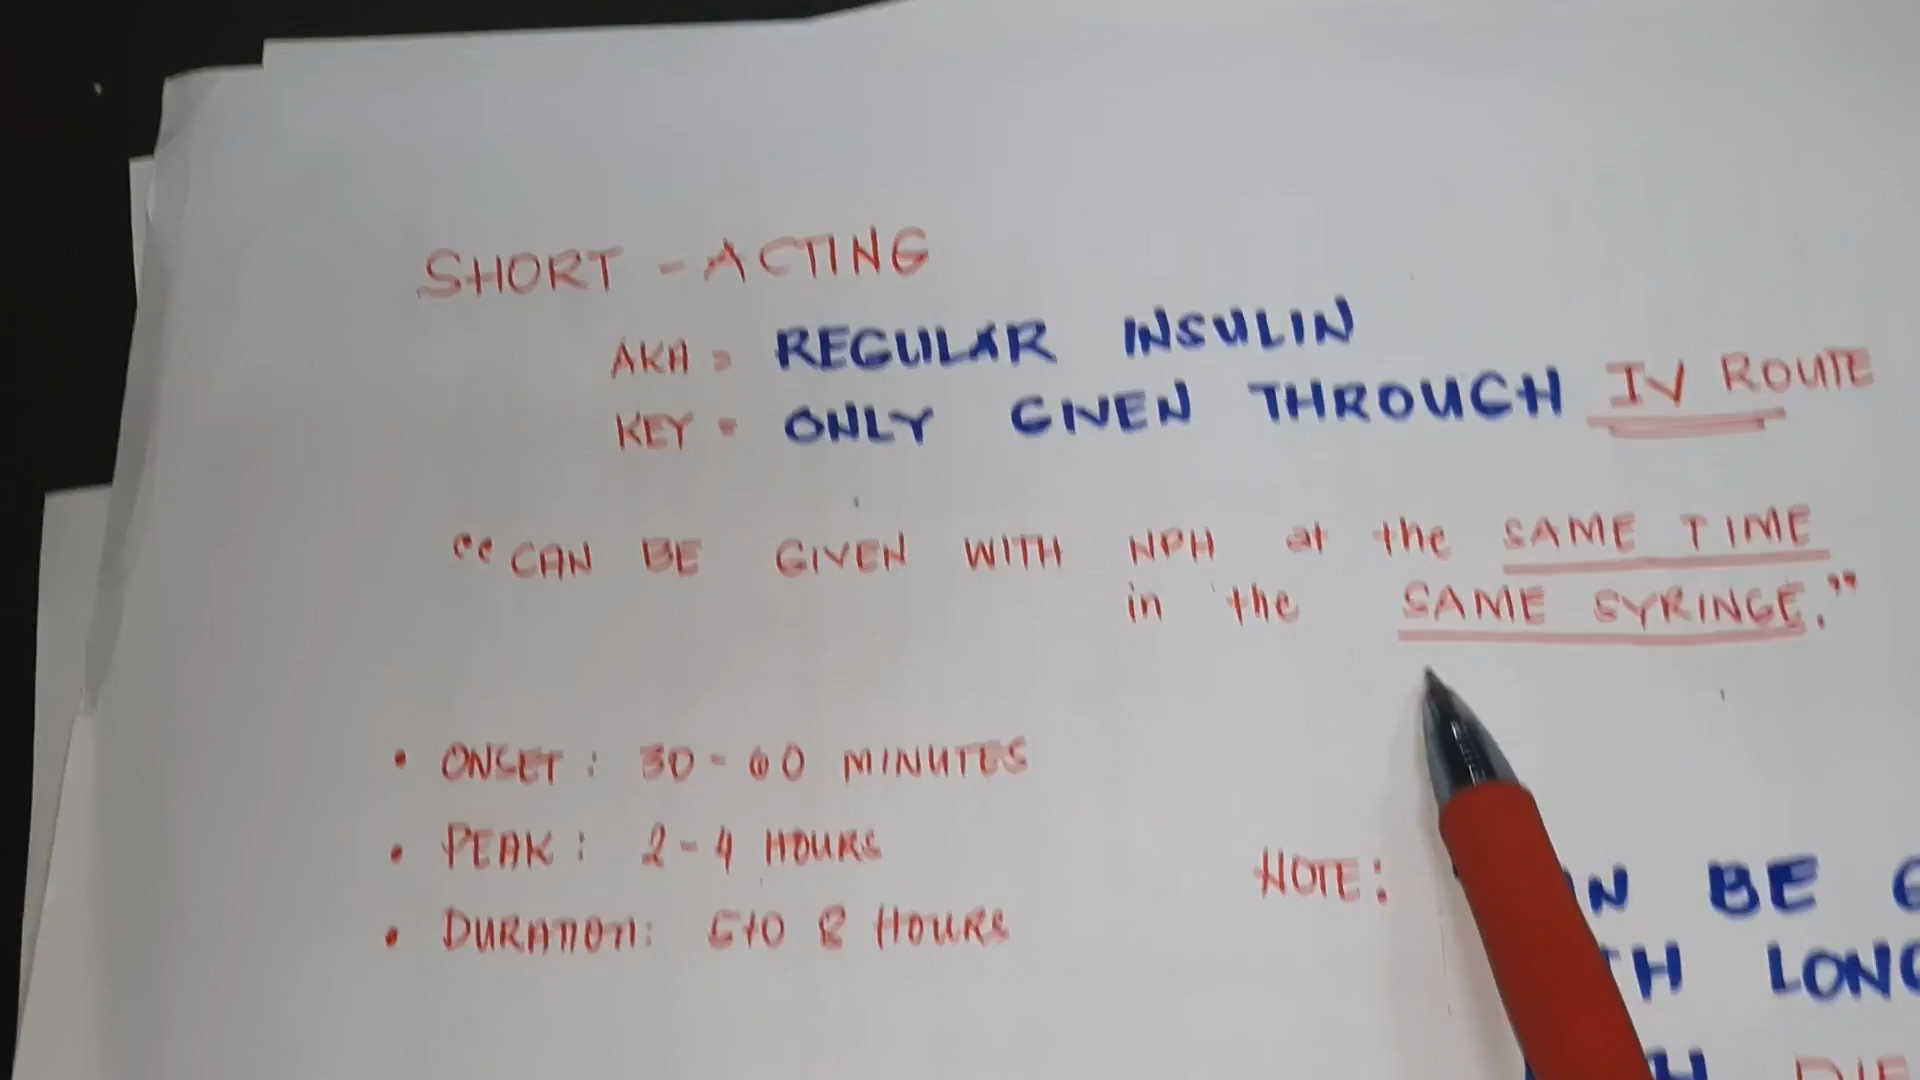 SHORT - ACTING
AKA = REGULAR INSULIN
KEY = ONLY GIVEN THROUGH IV ROUTE
"CAN BE GIVEN WITH NPH at the SAME TIME
in the SAME SYRINGE."
• ONSET: 30 - 60 MINUTES
• PEAK: 2 - 4 HOURS
• DURATION: 5 to 8 HOURS
NOTE: BE
LONG